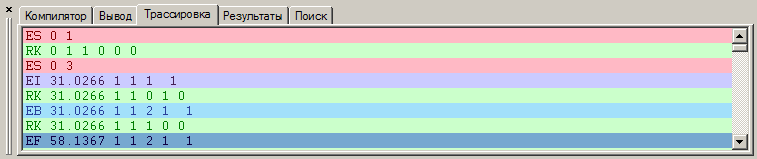 Компилятор Вывод Трассировка Результаты Поиск
ES 0 1
RK 0 1 1 0 0 0
ES 0 3
EI 31.0266 1 1 1 1
RK 31.0266 1 1 0 1 0
EB 31.0266 1 1 2 1 1
RK 31.0266 1 1 1 0 0
EF 58.1367 1 1 2 1 1